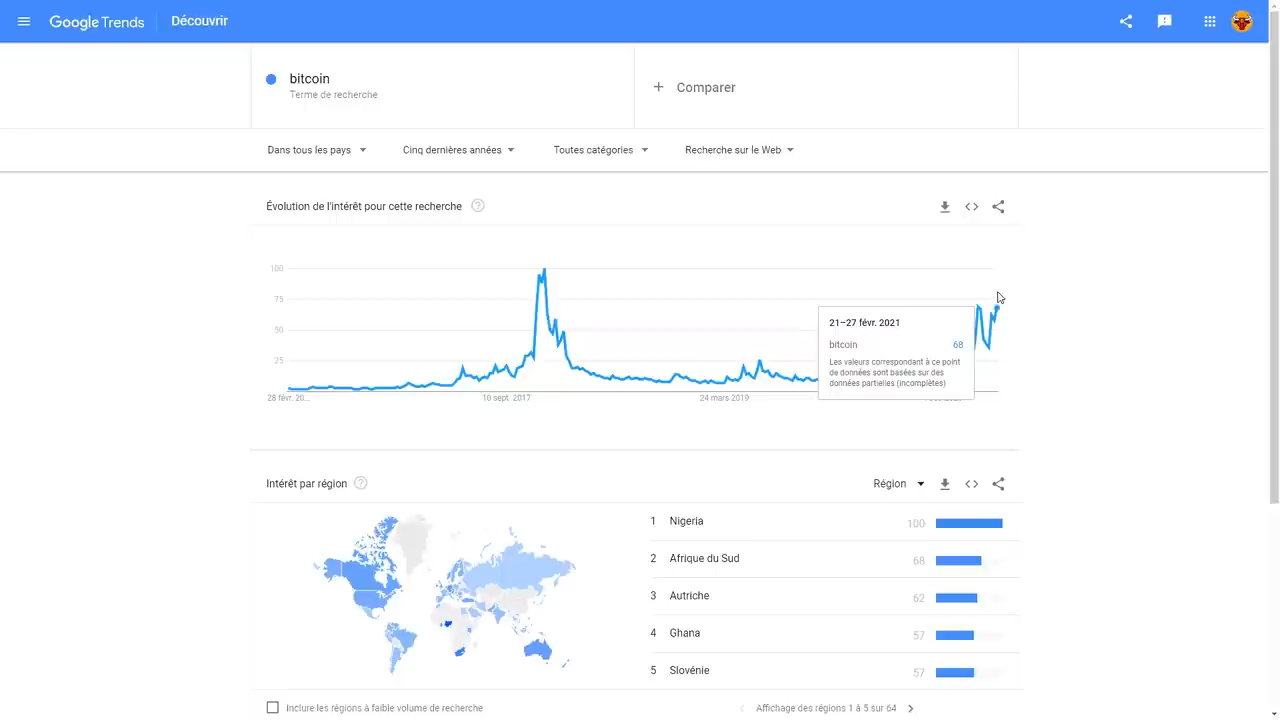 Google Trends Découvrir
bitcoin
Terme de recherche
+ Comparer
Dans tous les pays Cinq dernières années Toutes catégories Recherche sur le Web
Évolution de l'intérêt pour cette recherche
100
75
50
25
28 févr. 20... 10 sept. 2017 24 mars 2019
21–27 févr. 2021
bitcoin 68
Les valeurs correspondant à ce point
de données sont basées sur des
données partielles (incomplètes)
Intérêt par région Région
1 Nigeria 100
2 Afrique du Sud 68
3 Autriche 62
4 Ghana 57
5 Slovénie 57
Inclure les régions à faible volume de recherche
Affichage des régions 1 à 5 sur 64